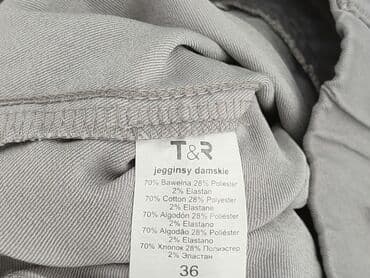 T&R
jegginsy damskie
70% Bawełna 28% Poliester
2% Elastan
70% Cotton 28% Polyester
2% Elastane
70% Algodón 28% Poliéster
2% Elastano
70% Algodão 28% Poliéster
2% Elastano
70% Хлопок 28% Полиэстер
2% Эластан
36